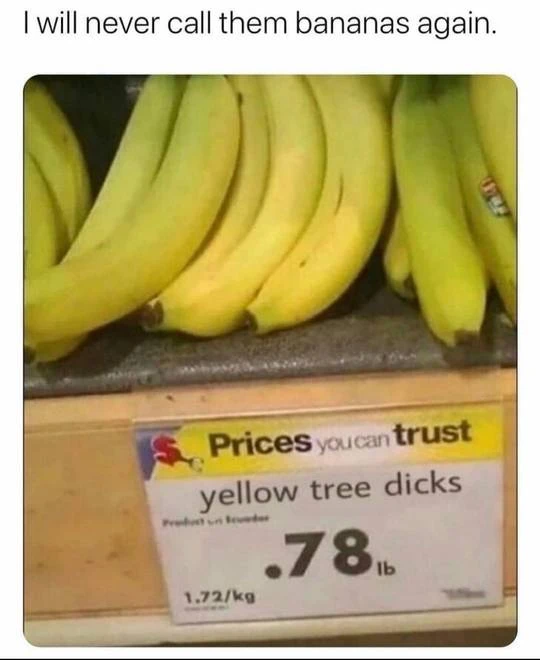 I will never call them bananas again.
Prices you can trust
yellow tree dicks
.78 lb
1.72/kg